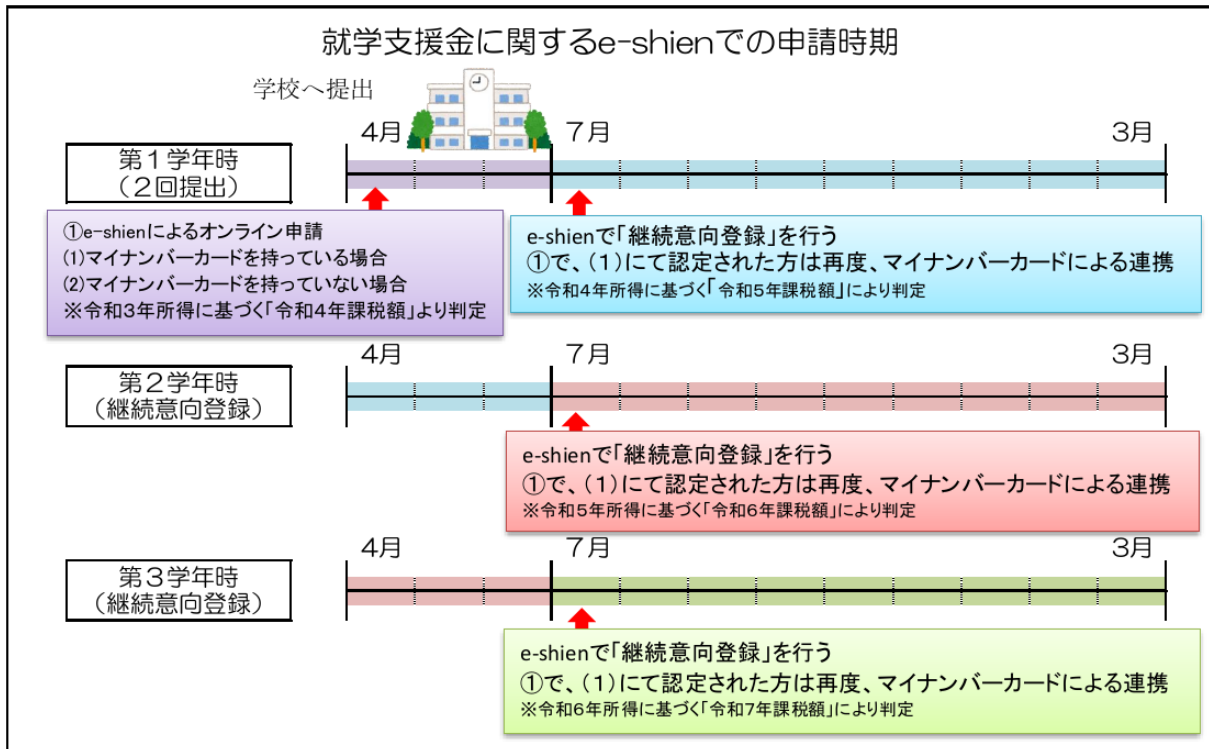 就学支援金に関するe-shienでの申請時期
学校へ提出
4月 7月 3月
第1学年時
(2回提出)
①e-shienによるオンライン申請
(1)マイナンバーカードを持っている場合
(2)マイナンバーカードを持っていない場合
※令和3年所得に基づく「令和4年課税額」より判定
e-shienで「継続意向登録」を行う
①で、(1)にて認定された方は再度、マイナンバーカードによる連携
※令和4年所得に基づく「令和5年課税額」により判定
4月 7月 3月
第2学年時
(継続意向登録)
e-shienで「継続意向登録」を行う
①で、(1)にて認定された方は再度、マイナンバーカードによる連携
※令和5年所得に基づく「令和6年課税額」により判定
4月 7月 3月
第3学年時
(継続意向登録)
e-shienで「継続意向登録」を行う
①で、(1)にて認定された方は再度、マイナンバーカードによる連携
※令和6年所得に基づく「令和7年課税額」により判定